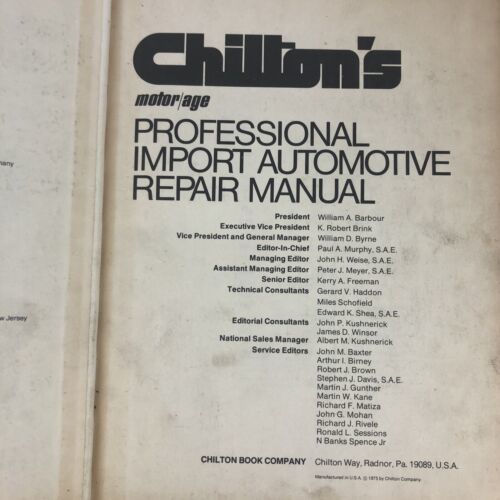 Chilton's
motor/age
PROFESSIONAL
IMPORT AUTOMOTIVE
REPAIR MANUAL
President William A. Barbour
Executive Vice President K. Robert Brink
Vice President and General Manager William D. Byrne
Editor-In-Chief Paul A. Murphy, S.A.E.
Managing Editor John H. Weise, S.A.E.
Assistant Managing Editor Peter J. Meyer, S.A.E.
Senior Editor Kerry A. Freeman
Technical Consultants Gerard V. Haddon
Miles Schofield
Edward K. Shea, S.A.E.
Editorial Consultants John P. Kushnerick
James D. Winsor
National Sales Manager Albert M. Kushnerick
Service Editors John M. Baxter
Arthur I. Birney
Robert J. Brown
Stephen J. Davis, S.A.E.
Martin J. Gunther
Martin W. Kane
Richard F. Matiza
John G. Mohan
Richard J. Rivele
Ronald L. Sessions
N Banks Spence Jr
CHILTON BOOK COMPANY Chilton Way, Radnor, Pa. 19089, U.S.A.
Manufactured in U.S.A. © 1975 by Chilton Company
many
w Jersey